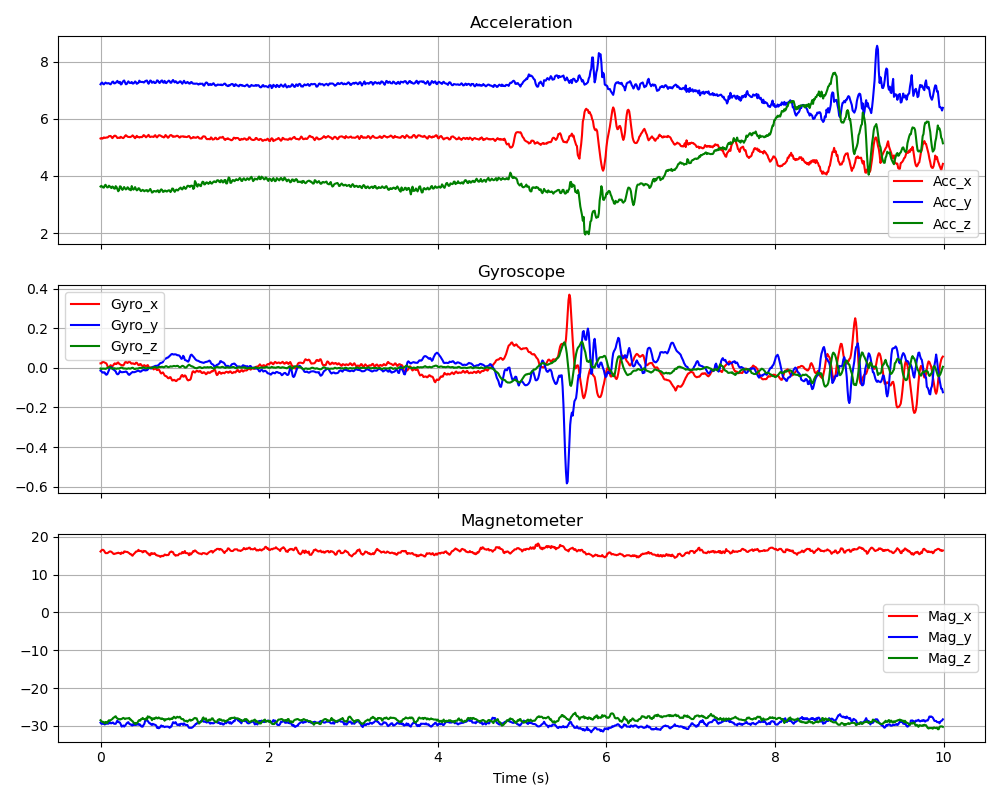 Acceleration
8
6
4
2
Acc_x
Acc_y
Acc_z
Gyroscope
0.4
0.2
0.0
−0.2
−0.4
−0.6
Gyro_x
Gyro_y
Gyro_z
Magnetometer
20
10
0
−10
−20
−30
Mag_x
Mag_y
Mag_z
0 2 4 6 8 10
Time (s)